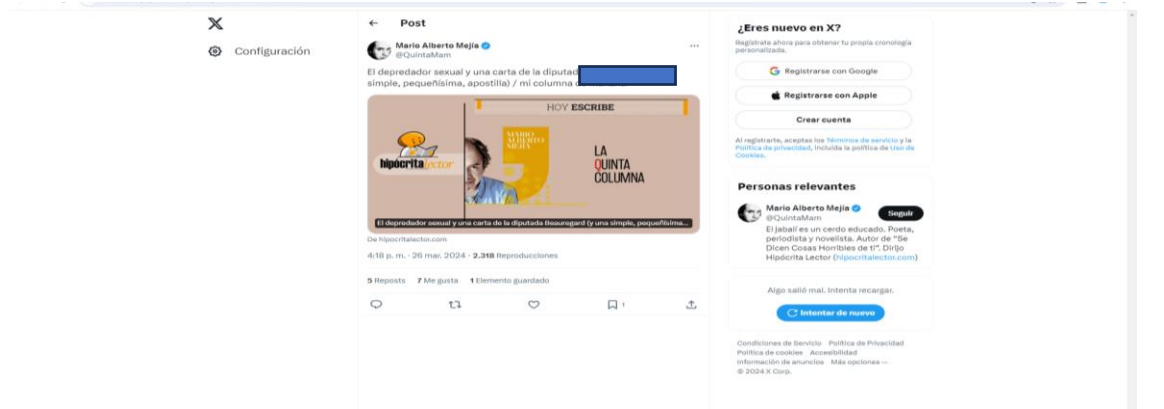 Configuración
Post
Mario Alberto Mejía
@QuintaMam
El depredador sexual y una carta de la diputad
simple, pequeñísima, apostilla) / mi columna
HOY ESCRIBE
MARIO
ALBERTO
MEJÍA
hipócritalector
LA
QUINTA
COLUMNA
El depredador sexual y una carta de la diputada Beauregard (y una simple, pequeñísima...
De hipocritalector.com
4:18 p. m. · 26 mar. 2024 · 2.318 Reproducciones
5 Reposts 7 Me gusta 1 Elemento guardado
1
¿Eres nuevo en X?
Regístrate ahora para obtener tu propia cronología
personalizada.
Registrarse con Google
Registrarse con Apple
Crear cuenta
Al registrarte, aceptas los Términos de servicio y la
Política de privacidad, incluida la política de Uso de
Cookies.
Personas relevantes
Mario Alberto Mejía
@QuintaMam
Seguir
El jabalí es un cerdo educado. Poeta,
periodista y novelista. Autor de "Se
Dicen Cosas Horribles de ti". Dirijo
Hipócrita Lector (hipocritalector.com)
Algo salió mal. Intenta recargar.
Intentar de nuevo
Condiciones de Servicio Política de Privacidad
Política de cookies Accesibilidad
Información de anuncios Más opciones ···
© 2024 X Corp.